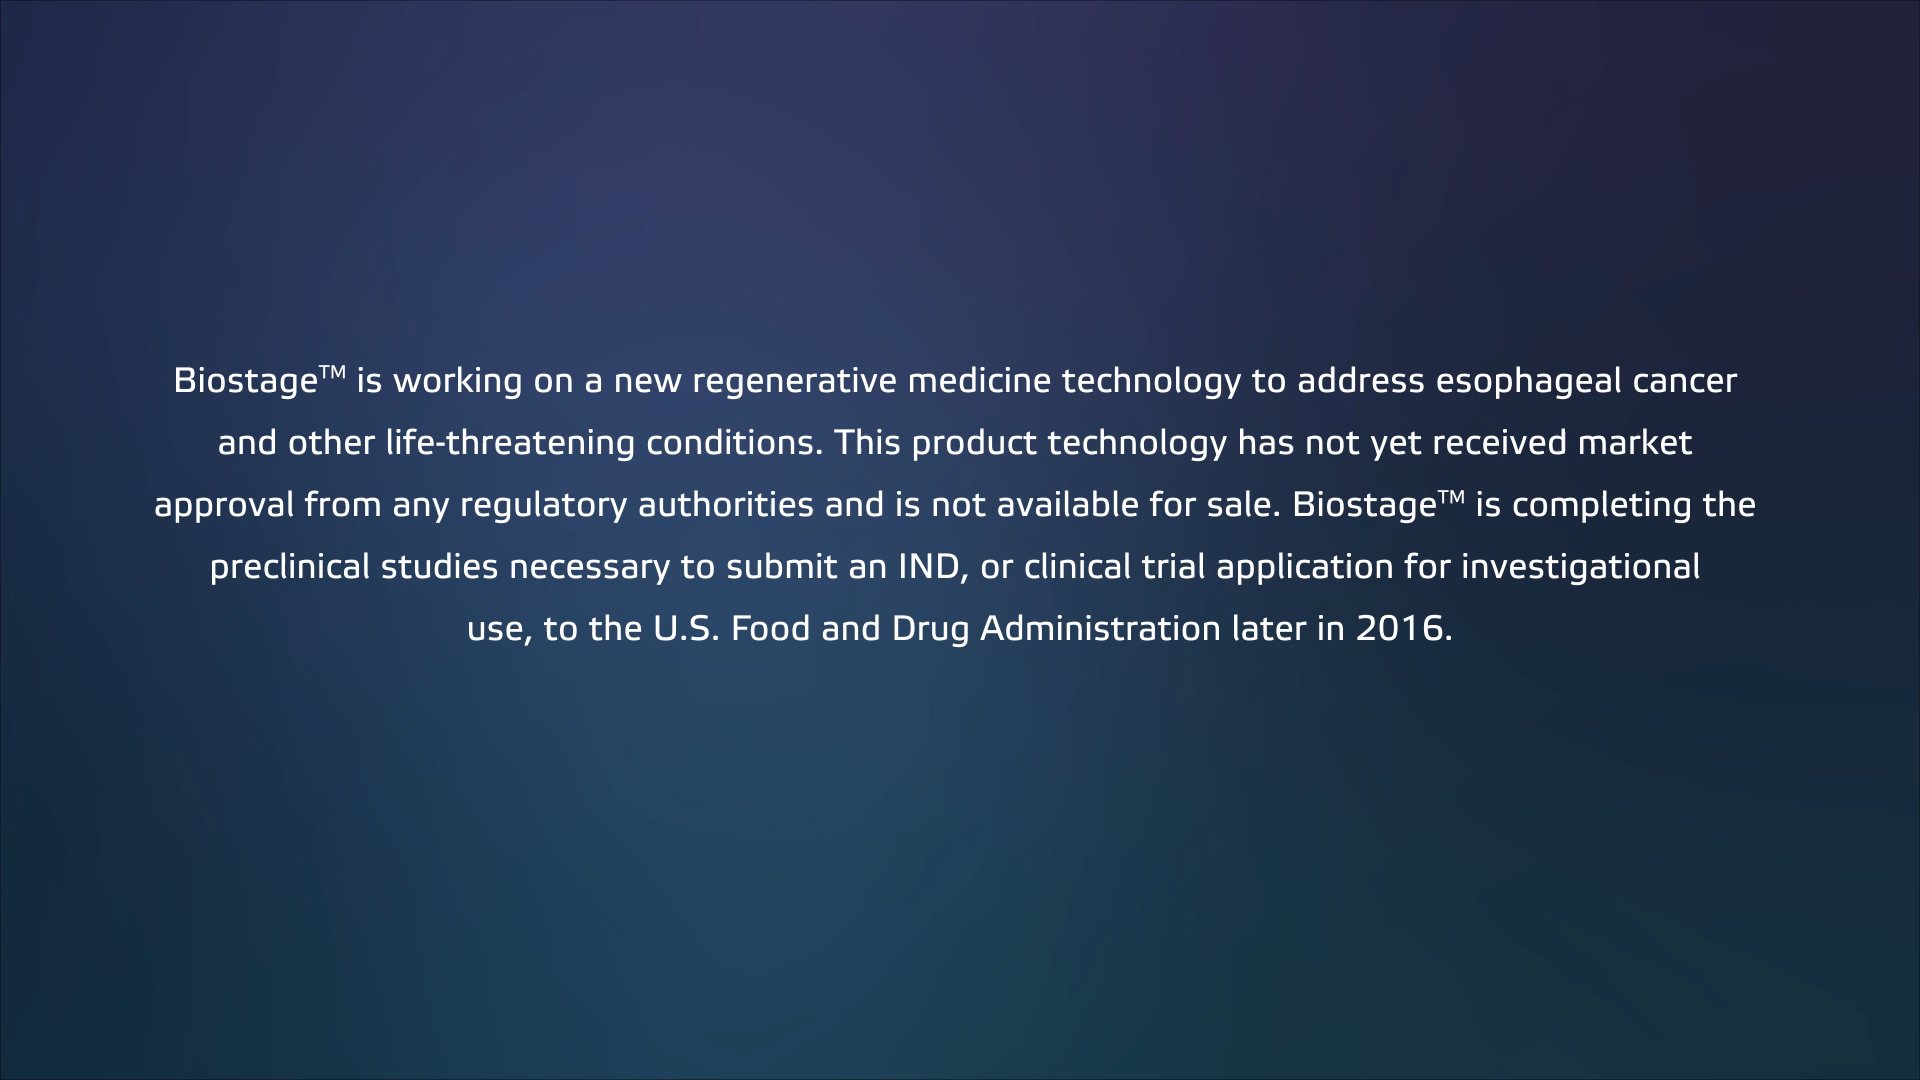 Biostage™ is working on a new regenerative medicine technology to address esophageal cancer
and other life-threatening conditions. This product technology has not yet received market
approval from any regulatory authorities and is not available for sale. Biostage™ is completing the
preclinical studies necessary to submit an IND, or clinical trial application for investigational
use, to the U.S. Food and Drug Administration later in 2016.